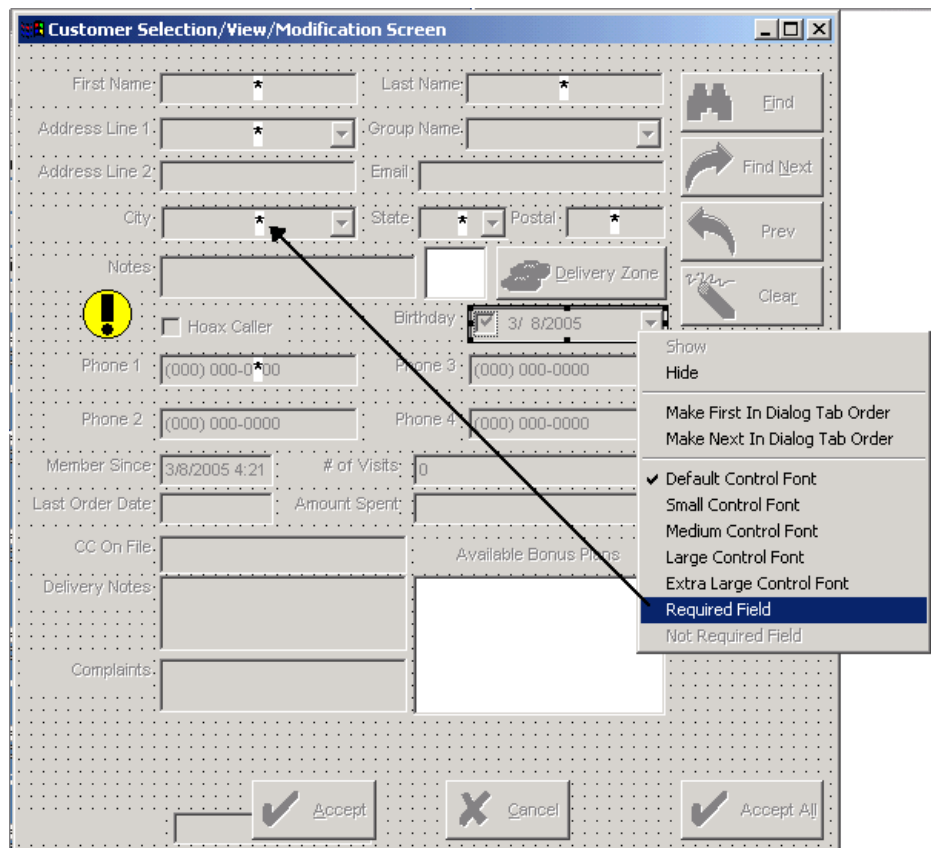 Customer Selection/View/Modification Screen
First Name: * Last Name: * Find
Address Line 1: * Group Name: Find Next
Address Line 2: Email:
City: * State: * Postal: * Prev
Notes: Delivery Zone Clear
! Hoax Caller Birthday: 3/ 8/2005
Phone 1 (000) 000-0*00 Phone 3 (000) 000-0000
Phone 2 (000) 000-0000 Phone 4 (000) 000-0000
Member Since: 3/8/2005 4:21 # of Visits: 0
Last Order Date: Amount Spent:
CC On File: Available Bonus Plans
Delivery Notes:
Complaints:
Show
Hide
Make First In Dialog Tab Order
Make Next In Dialog Tab Order
Default Control Font
Small Control Font
Medium Control Font
Large Control Font
Extra Large Control Font
Required Field
Not Required Field
Accept Cancel Accept All